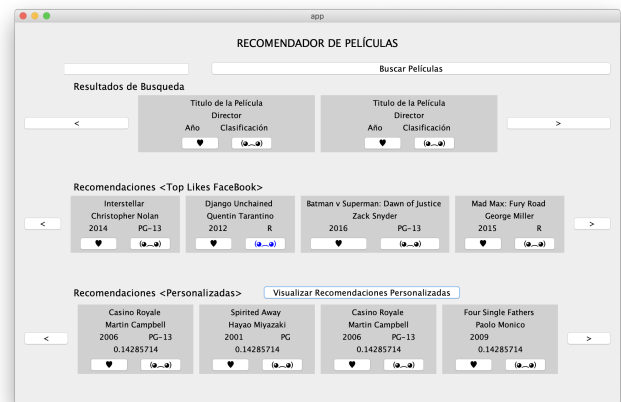 app
RECOMENDADOR DE PELÍCULAS
Buscar Películas
Resultados de Busqueda
< Titulo de la Película Titulo de la Película >
Director Director
Año Clasificación Año Clasificación
♥ (◕‿◕) ♥ (◕‿◕)
Recomendaciones <Top Likes FaceBook>
Interstellar Django Unchained Batman v Superman: Dawn of Justice Mad Max: Fury Road
Christopher Nolan Quentin Tarantino Zack Snyder George Miller
< 2014 PG-13 2012 R 2016 PG-13 2015 R >
♥ (◕‿◕) ♥ (◕‿◕) ♥ (◕‿◕) ♥ (◕‿◕)
Recomendaciones <Personalizadas> Visualizar Recomendaciones Personalizadas
Casino Royale Spirited Away Casino Royale Four Single Fathers
Martin Campbell Hayao Miyazaki Martin Campbell Paolo Monico
< 2006 PG-13 2001 PG 2006 PG-13 2009 >
0.14285714 0.14285714 0.14285714 0.14285714
♥ (◕‿◕) ♥ (◕‿◕) ♥ (◕‿◕) ♥ (◕‿◕)